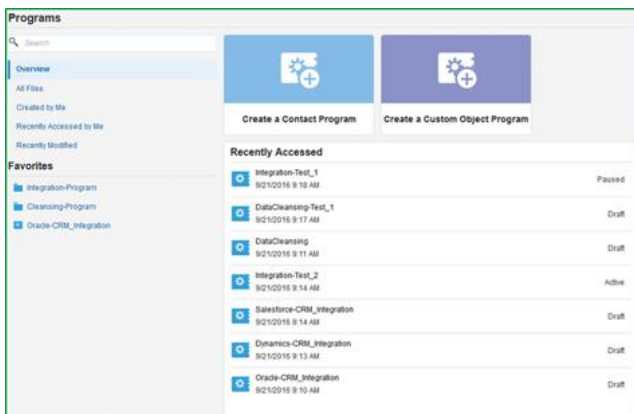 Programs
Search
Overview
All Files
Created by Me
Recently Accessed by Me
Recently Modified
Favorites
Integration-Program
Cleansing-Program
Oracle-CRM_Integration
Create a Contact Program
Create a Custom Object Program
Recently Accessed
Integration-Test_1
9/21/2016 9:18 AM
Paused
DataCleansing-Test_1
9/21/2016 9:17 AM
Draft
DataCleansing
9/21/2016 9:11 AM
Draft
Integration-Test_2
9/21/2016 9:14 AM
Active
Salesforce-CRM_Integration
9/21/2016 9:14 AM
Draft
Dynamics-CRM_Integration
9/21/2016 9:13 AM
Draft
Oracle-CRM_Integration
9/21/2016 9:10 AM
Draft